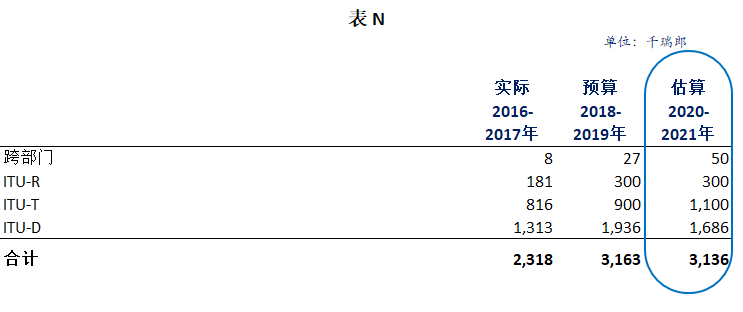 表 N
单位：千瑞郎
实际 预算 估算
2016- 2018- 2020-
2017年 2019年 2021年
跨部门 8 27 50
ITU-R 181 300 300
ITU-T 816 900 1,100
ITU-D 1,313 1,936 1,686
合计 2,318 3,163 3,136